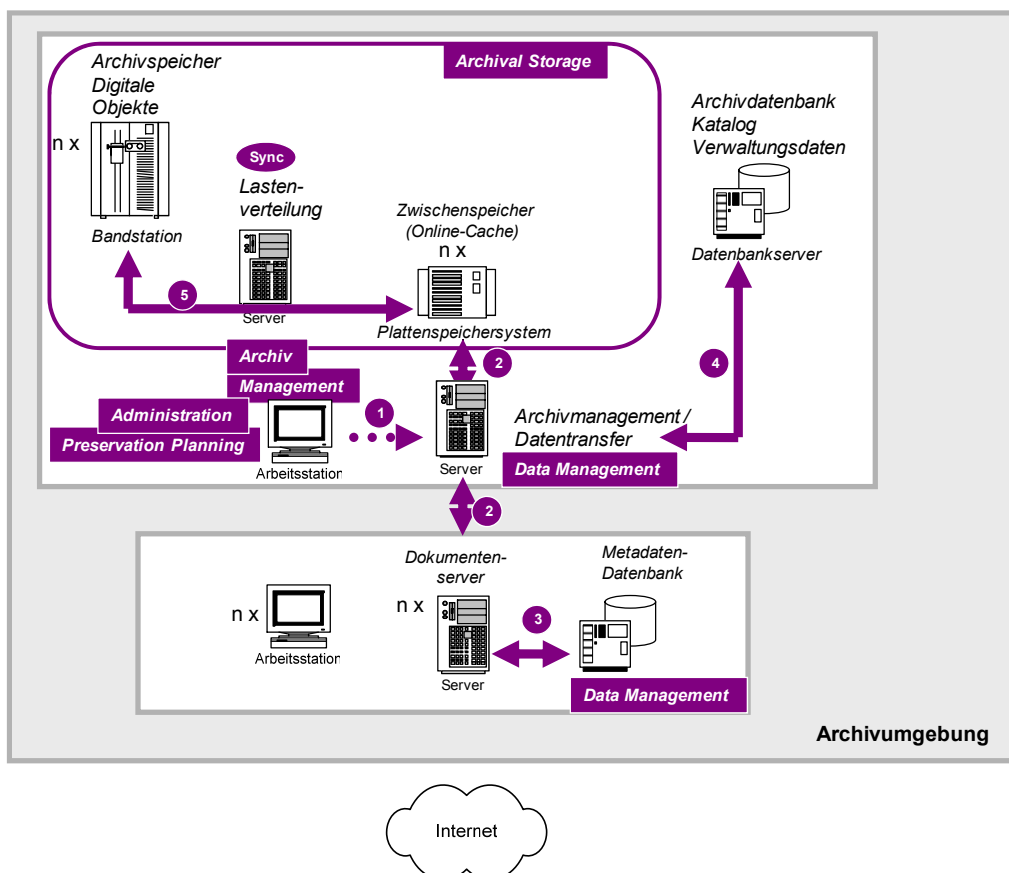 Archival Storage
Archivspeicher
Digitale
Objekte
n x
Bandstation
Sync
Lasten-
verteilung
Server
Zwischenspeicher
(Online-Cache)
n x
Plattenspeichersystem
Archivdatenbank
Katalog
Verwaltungsdaten
Datenbankserver
5
2
4
Archiv
Management
Administration
Preservation Planning
Arbeitsstation
1
Server
Archivmanagement /
Datentransfer
Data Management
2
n x
Arbeitsstation
Dokumenten-
server
n x
Server
3
Metadaten-
Datenbank
Data Management
Archivumgebung
Internet